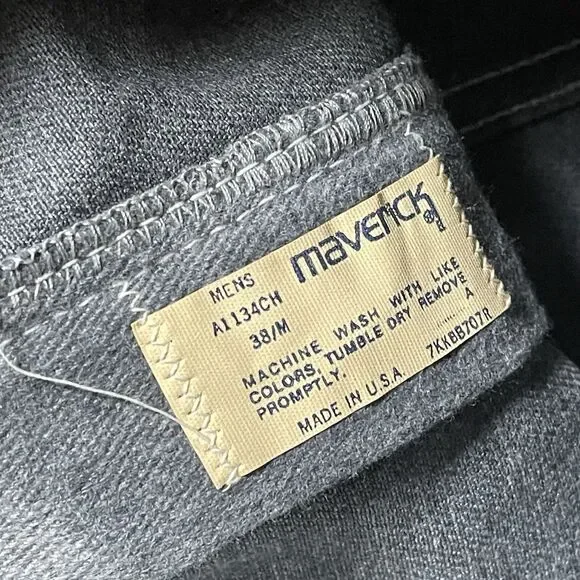 maverick ®
MENS
A1134CH
38/M
MACHINE WASH WITH LIKE
COLORS, TUMBLE DRY REMOVE
PROMPTLY. A
MADE IN U.S.A. 7KKBB707R